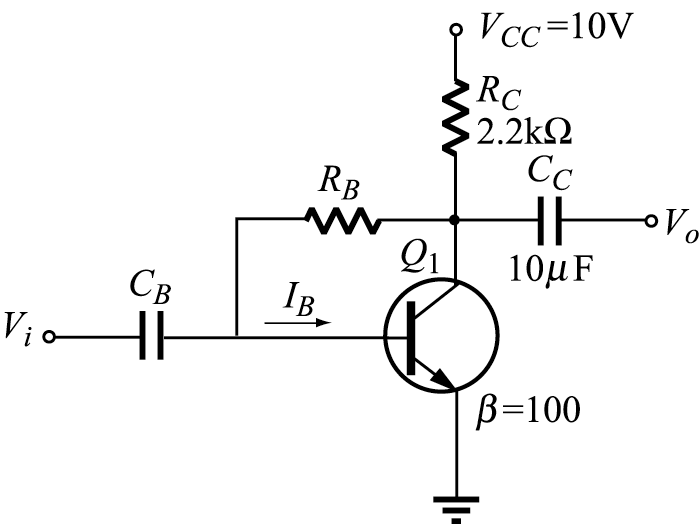 V_CC=10V
R_C
2.2kΩ
C_C
R_B
V_o
Q_1
10μF
C_B
I_B
V_i
β=100